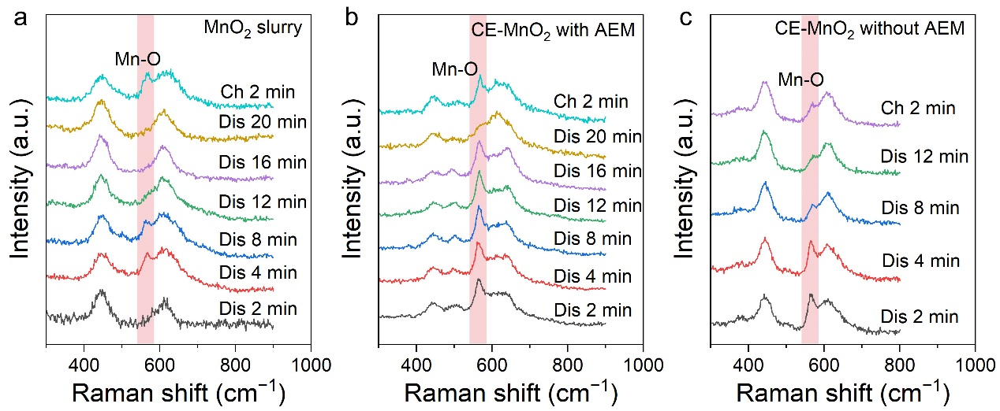 a
MnO₂ slurry
Mn-O
Ch 2 min
Dis 20 min
Dis 16 min
Dis 12 min
Dis 8 min
Dis 4 min
Dis 2 min
Intensity (a.u.)
400 600 800 1000
Raman shift (cm⁻¹)
b
CE-MnO₂ with AEM
Mn-O
Ch 2 min
Dis 20 min
Dis 16 min
Dis 12 min
Dis 8 min
Dis 4 min
Dis 2 min
Intensity (a.u.)
400 600 800 1000
Raman shift (cm⁻¹)
c
CE-MnO₂ without AEM
Mn-O
Ch 2 min
Dis 12 min
Dis 8 min
Dis 4 min
Dis 2 min
Intensity (a.u.)
400 600 800 1000
Raman shift (cm⁻¹)